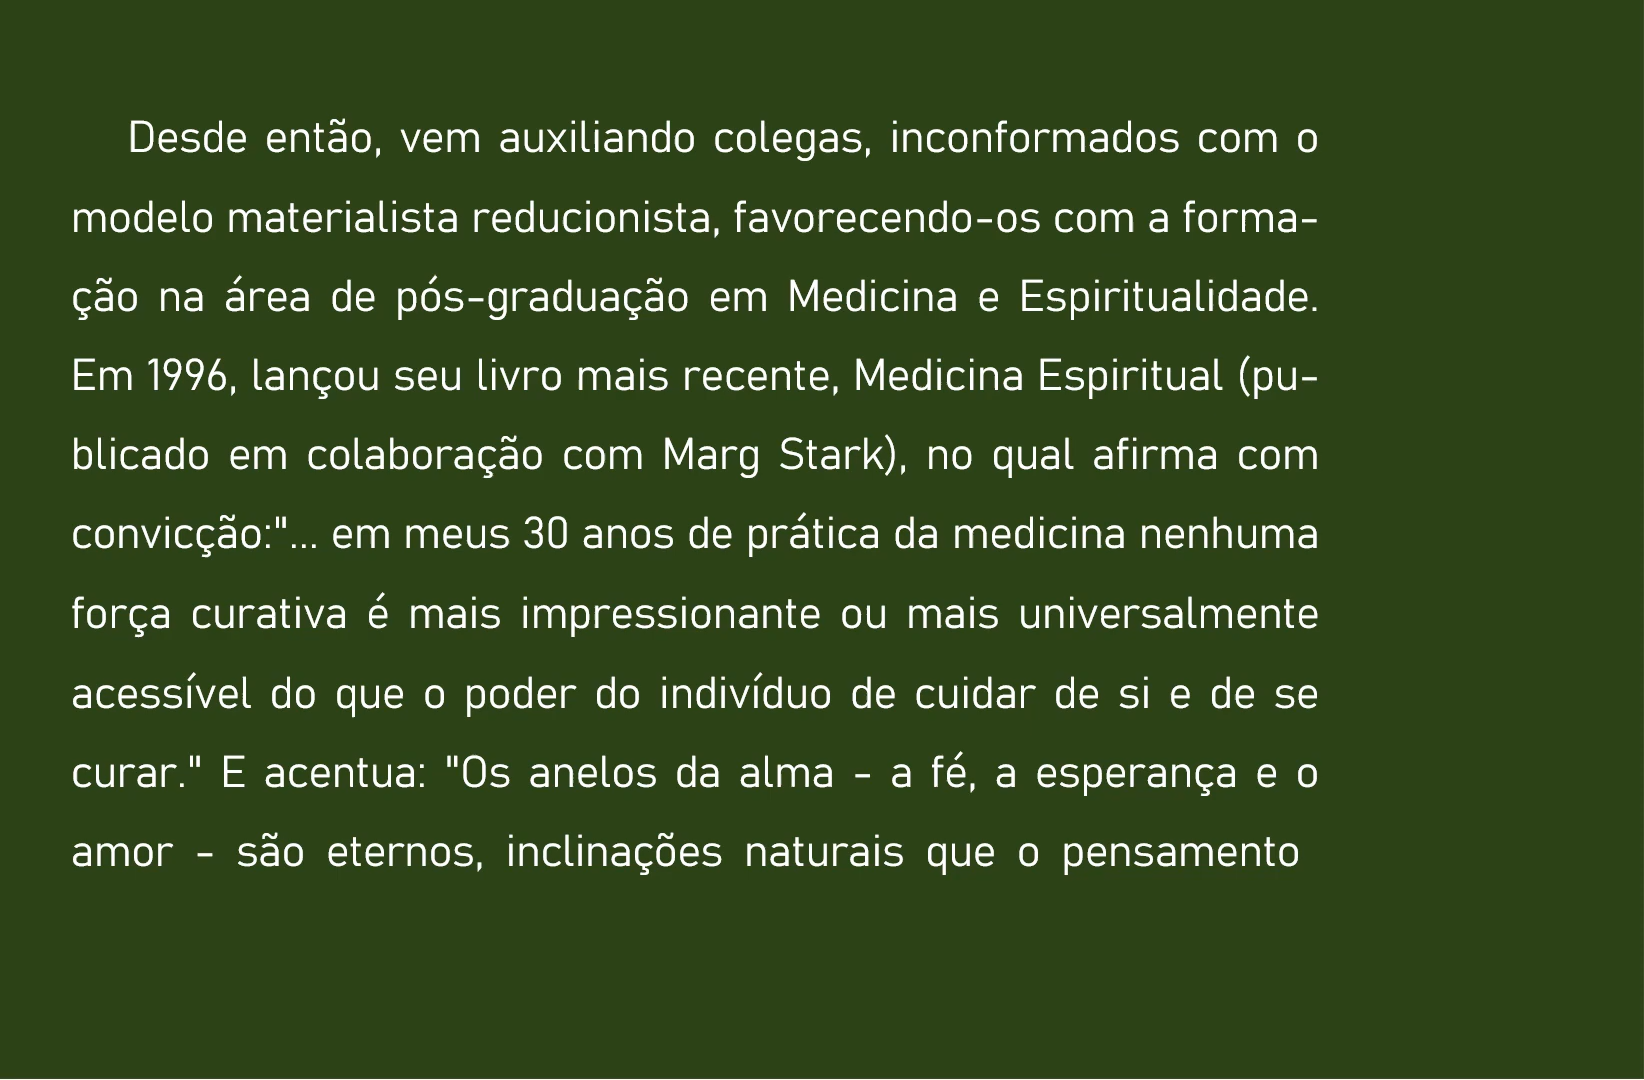 Desde então, vem auxiliando colegas, inconformados com o
modelo materialista reducionista, favorecendo-os com a forma-
ção na área de pós-graduação em Medicina e Espiritualidade.
Em 1996, lançou seu livro mais recente, Medicina Espiritual (pu-
blicado em colaboração com Marg Stark), no qual afirma com
convicção:"... em meus 30 anos de prática da medicina nenhuma
força curativa é mais impressionante ou mais universalmente
acessível do que o poder do indivíduo de cuidar de si e de se
curar." E acentua: "Os anelos da alma - a fé, a esperança e o
amor - são eternos, inclinações naturais que o pensamento